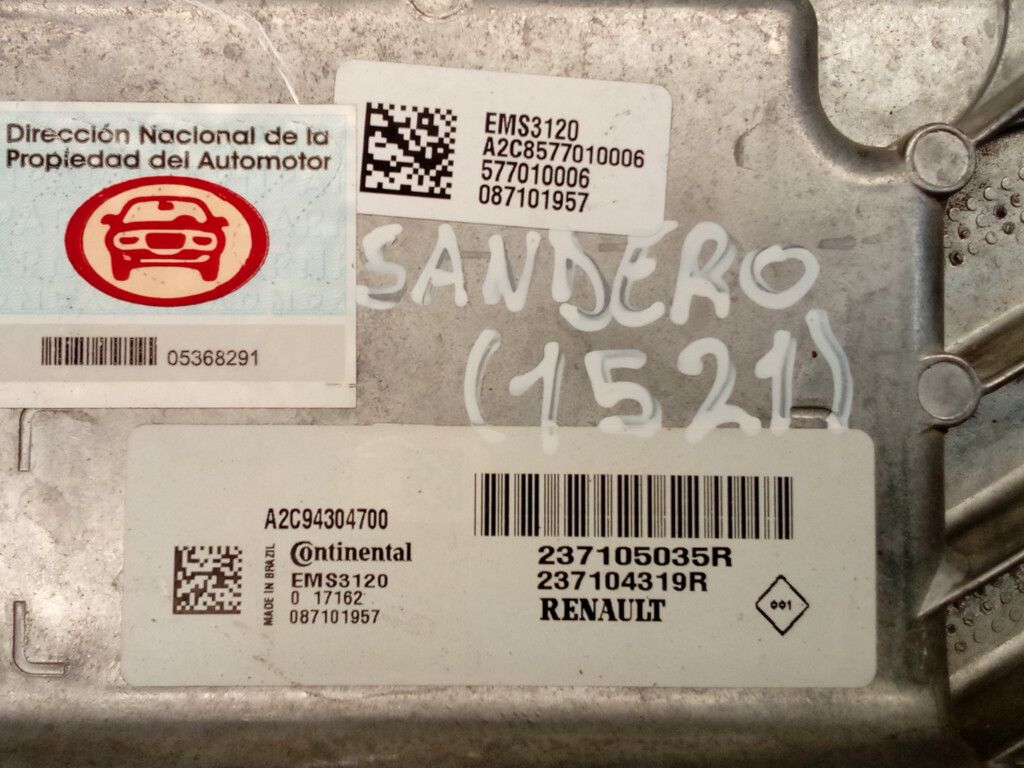 Dirección Nacional de la
Propiedad del Automotor
05368291
EMS3120
A2C8577010006
577010006
087101957
SANDERO
(1521)
A2C94304700
MADE IN BRAZIL
Continental
EMS3120
0 17162
087101957
237105035R
237104319R
RENAULT
001